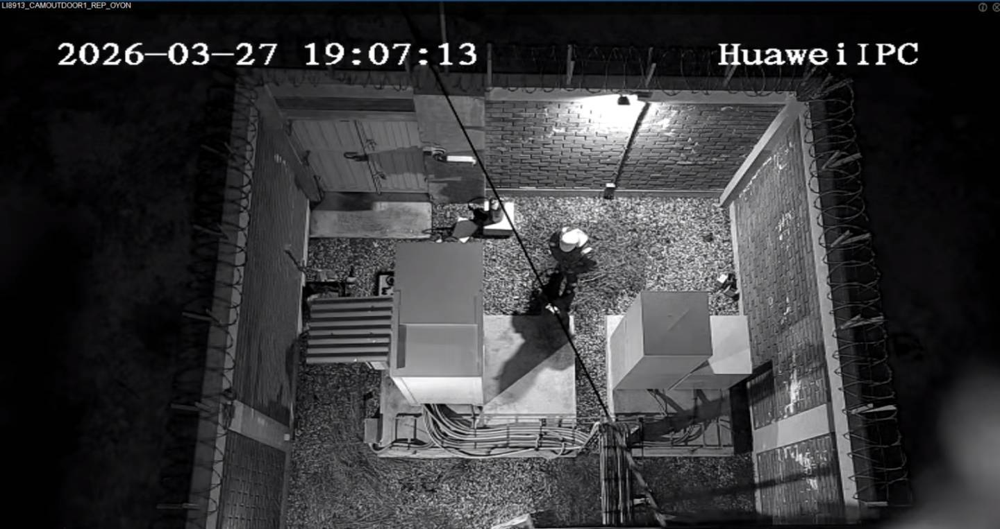 LI8913_CAMOUTDOOR1_REP_OYON
2026-03-27 19:07:13
HuaweiIPC